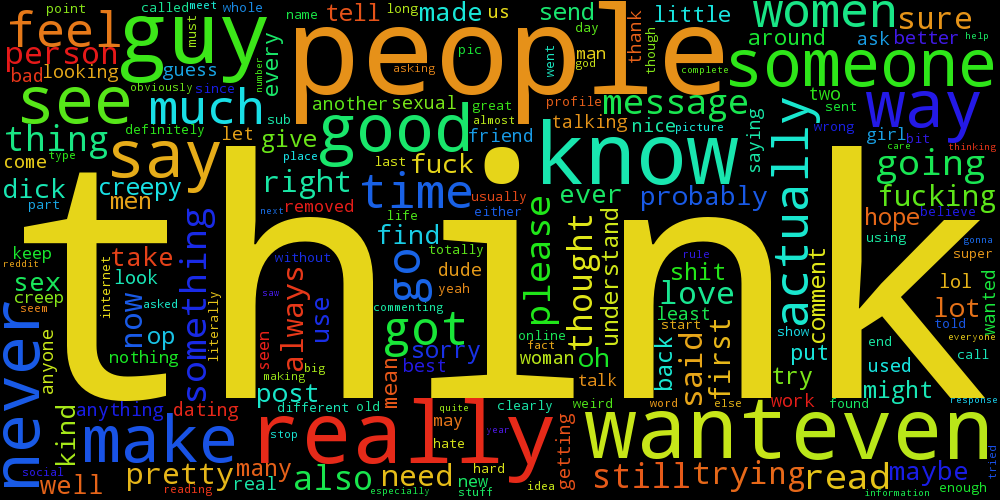 point called meet whole name tell long made us send little women
feel guy must people day around sure
person every went man thank though ask better help
bad looking guess pic god complete someone
obviously since number asking
see much another sexual great profile message two way
thing definitely let sub give good almost talking nice picture sent wrong
friend know saying actually girl bit
come type say place last fuck care thinking
dick creepy right time usually ever probably going
part men removed either fucking
next life hope believe
keep something find totally please thought understand using gonna
reddit take without go dude shit rule super
sex look always yeah love comment lol wanted
creep internet saw
seem now asked use commenting least lot
think
never literally got online start show told everyone
anyone op seen fact oh back said first put end
nothing sorry woman used call
big best try might
making mean talk work found response
kind anything dating post different old quite clearly weird word else
make really may getting want even
stop hate year
social well pretty many real also need hard new idea still trying read maybe tried
reading especially stuff information enough